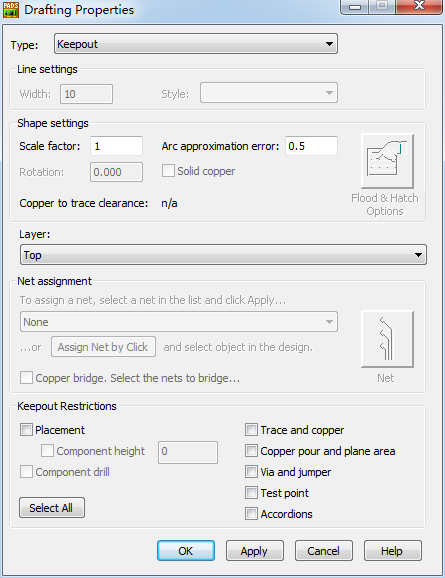 PADS Drafting Properties
Type: Keepout
Line settings
Width: 10 Style:
Shape settings
Scale factor: 1 Arc approximation error: 0.5
Rotation: 0.000 Solid copper
Flood & Hatch
Options
Copper to trace clearance: n/a
Layer:
Top
Net assignment
To assign a net, select a net in the list and click Apply...
None
...or Assign Net by Click and select object in the design.
Copper bridge. Select the nets to bridge... Net
Keepout Restrictions
Placement Trace and copper
Component height 0 Copper pour and plane area
Component drill Via and jumper
Test point
Select All Accordions
OK Apply Cancel Help